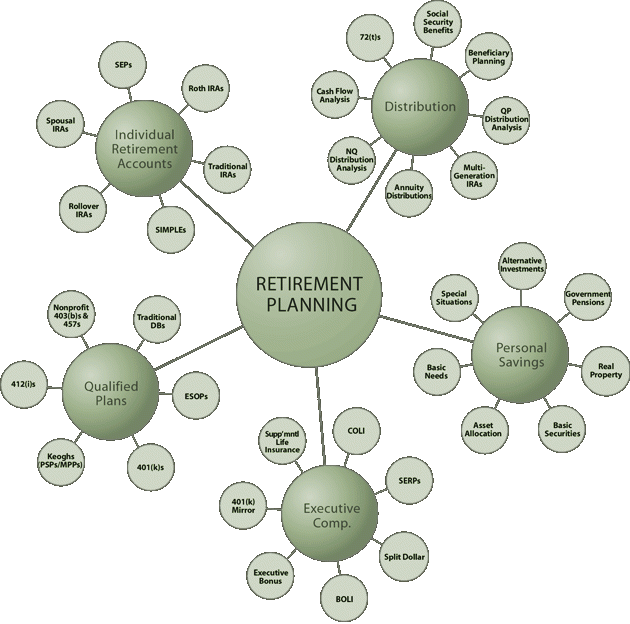 RETIREMENT
PLANNING
Individual
Retirement
Accounts
SEPs
Roth IRAs
Traditional
IRAs
SIMPLEs
Rollover
IRAs
Spousal
IRAs
Distribution
72(t)s
Social
Security
Benefits
Beneficiary
Planning
QP
Distribution
Analysis
Multi-
Generation
IRAs
Annuity
Distributions
NQ
Distribution
Analysis
Cash Flow
Analysis
Personal
Savings
Alternative
Investments
Government
Pensions
Real
Property
Basic
Securities
Asset
Allocation
Basic
Needs
Special
Situations
Executive
Comp.
Supp'mntl
Life
Insurance
COLI
SERPs
Split Dollar
BOLI
Executive
Bonus
401(k)
Mirror
Qualified
Plans
Nonprofit
403(b)s &
457s
Traditional
DBs
ESOPs
401(k)s
Keoghs
(PSPs/MPPs)
412(i)s